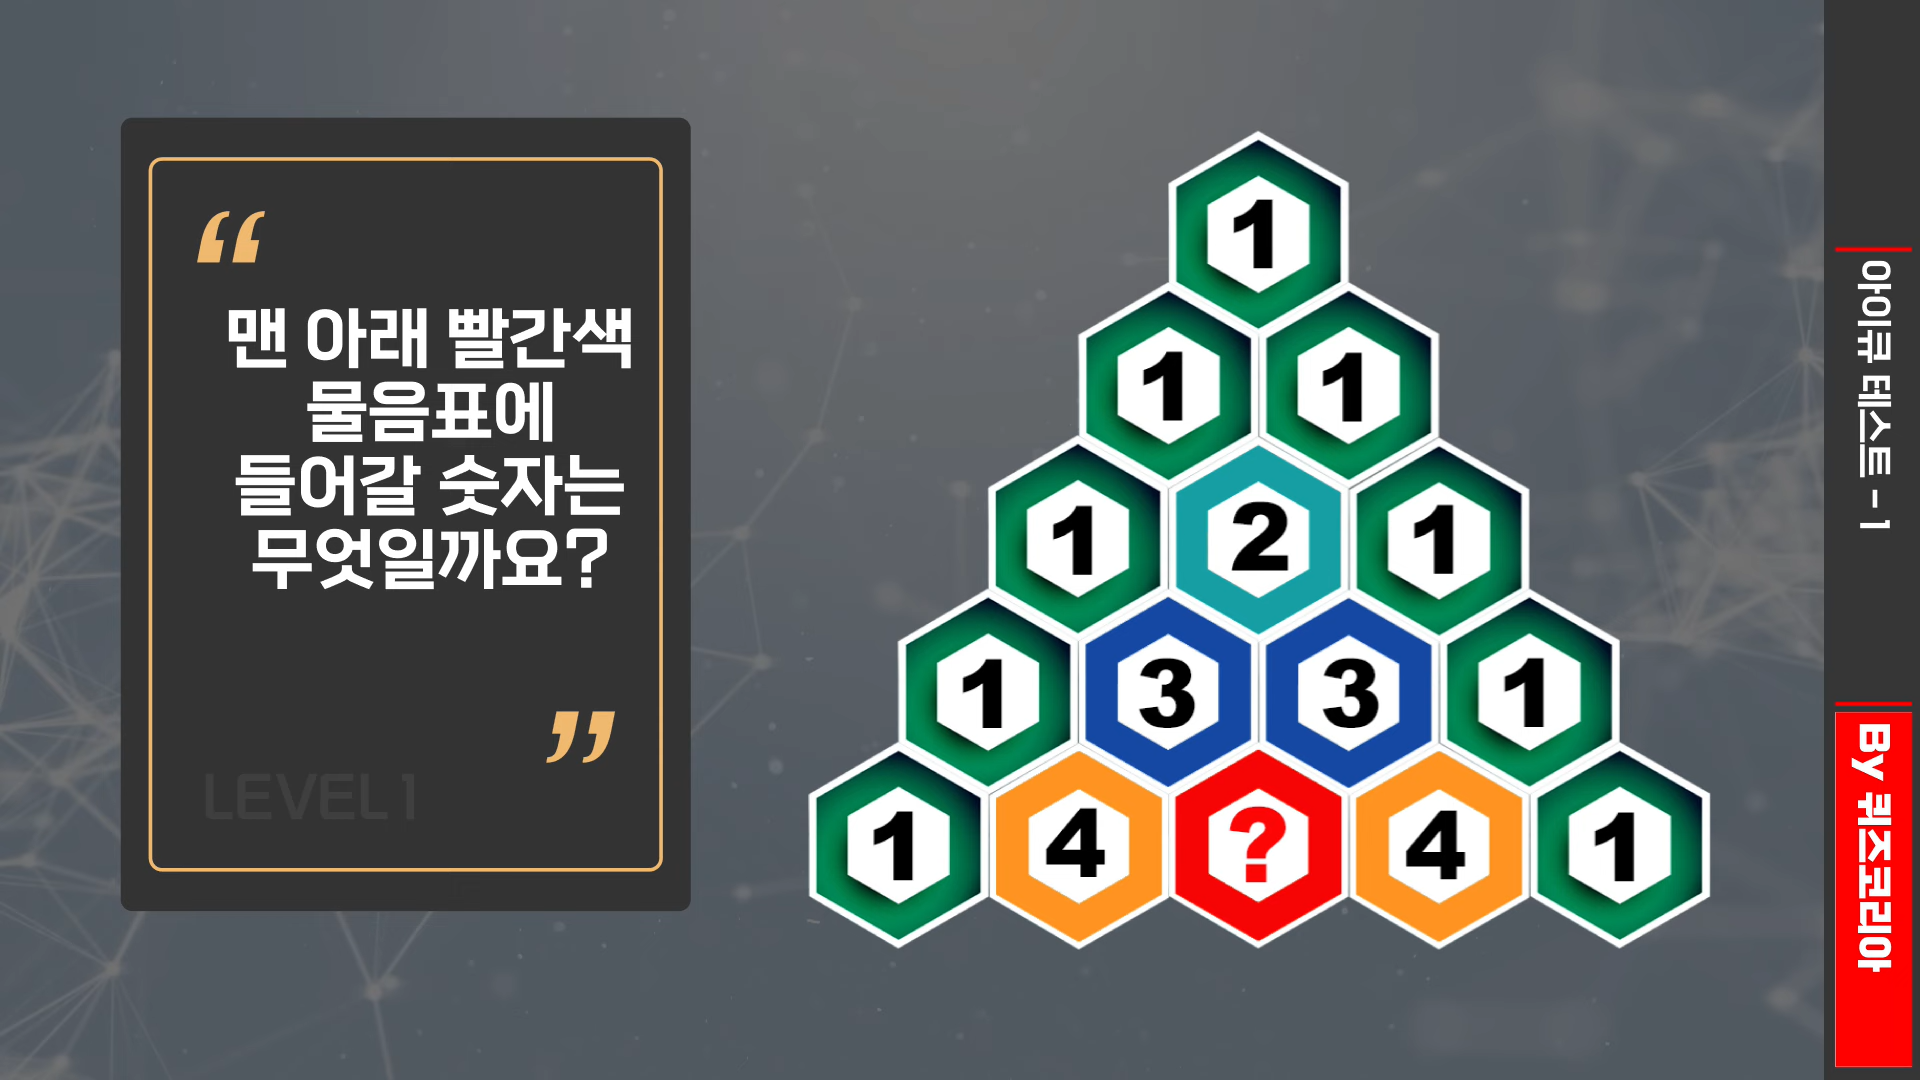 “
맨 아래 빨간색
물음표에
들어갈 숫자는
무엇일까요?
”
LEVEL 1
1
1 1
1 2 1
1 3 3 1
1 4 ? 4 1
아이큐 테스트 - 1
By 퀴즈코리아